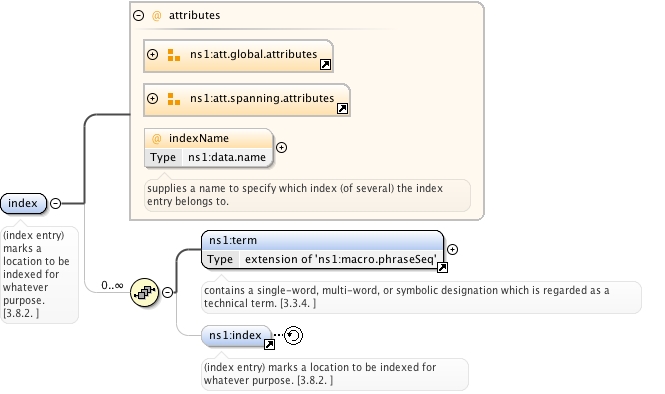 @ attributes
ns1:att.global.attributes
ns1:att.spanning.attributes
@ indexName
Type ns1:data.name
supplies a name to specify which index (of several) the index
entry belongs to.
index
(index entry)
marks a
location to be
indexed for
whatever
purpose.
[3.8.2. ]
0..∞
ns1:term
Type extension of 'ns1:macro.phraseSeq'
contains a single-word, multi-word, or symbolic designation which is regarded as a
technical term. [3.3.4. ]
ns1:index
(index entry) marks a location to be indexed for
whatever purpose. [3.8.2. ]